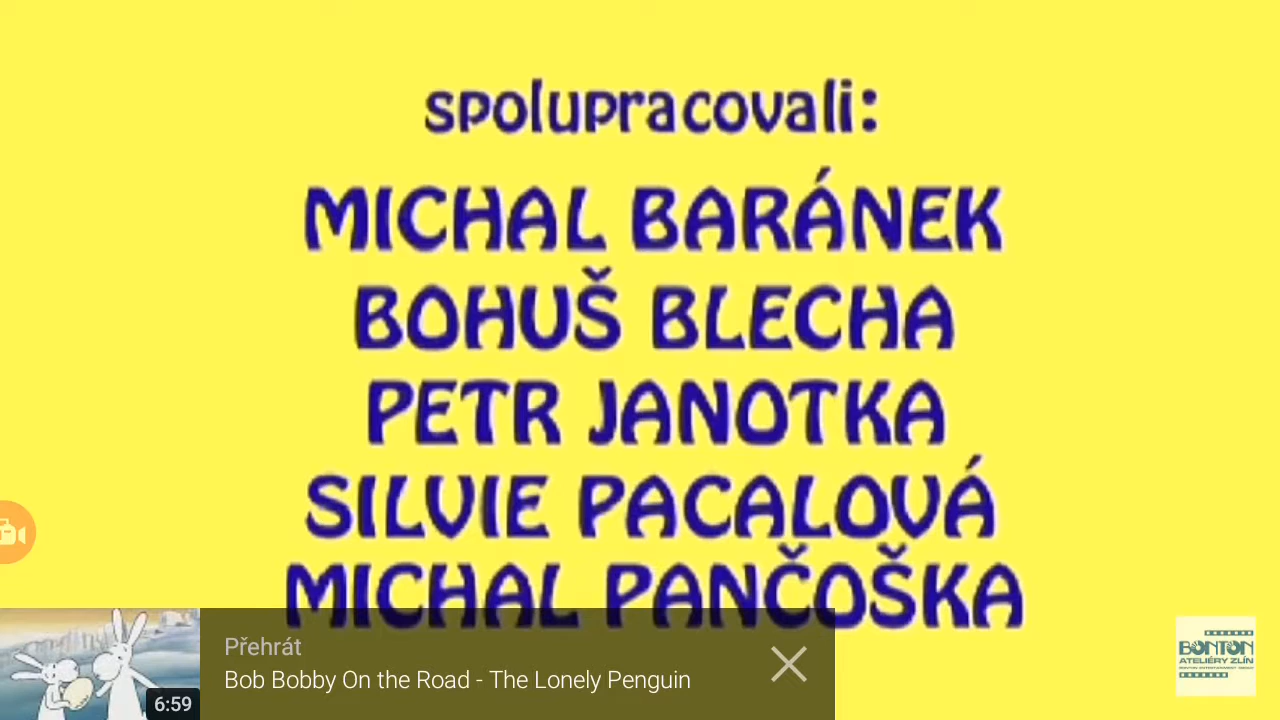 spolupracovali:
MICHAL BARÁNEK
BOHUŠ BLECHA
PETR JANOTKA
SILVIE PACALOVÁ
MICHAL PANČOŠKA
Přehrát
Bob Bobby On the Road - The Lonely Penguin
6:59
BONTON
ATELIÉRY ZLÍN